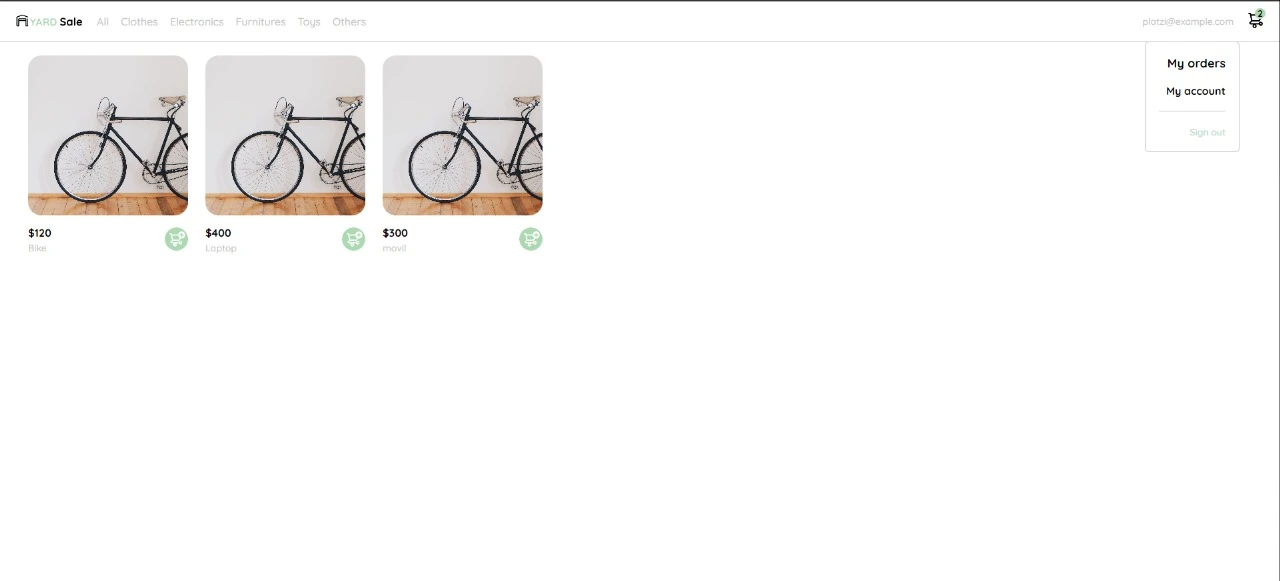 YARD Sale All Clothes Electronics Furnitures Toys Others platzi@example.com 2
My orders
My account
Sign out
$120
Bike
$400
Laptop
$300
movil